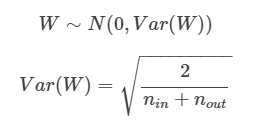 W ∼ N(0, Var(W))
Var(W) = √(2 / (n_in + n_out))